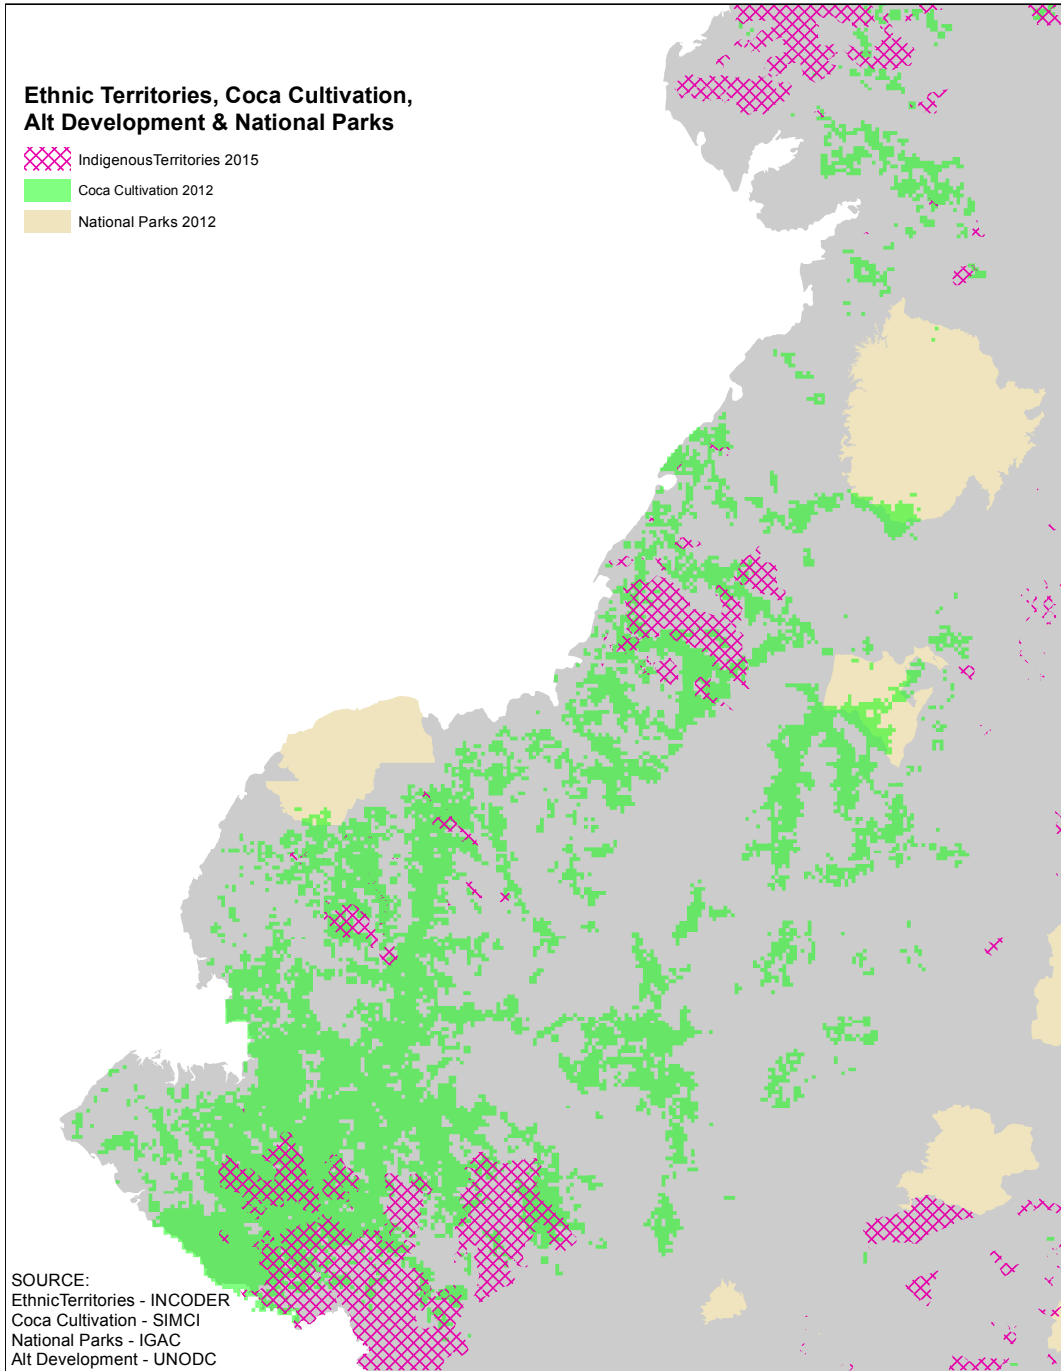 Ethnic Territories, Coca Cultivation,
Alt Development & National Parks
IndigenousTerritories 2015
Coca Cultivation 2012
National Parks 2012
SOURCE:
EthnicTerritories - INCODER
Coca Cultivation - SIMCI
National Parks - IGAC
Alt Development - UNODC